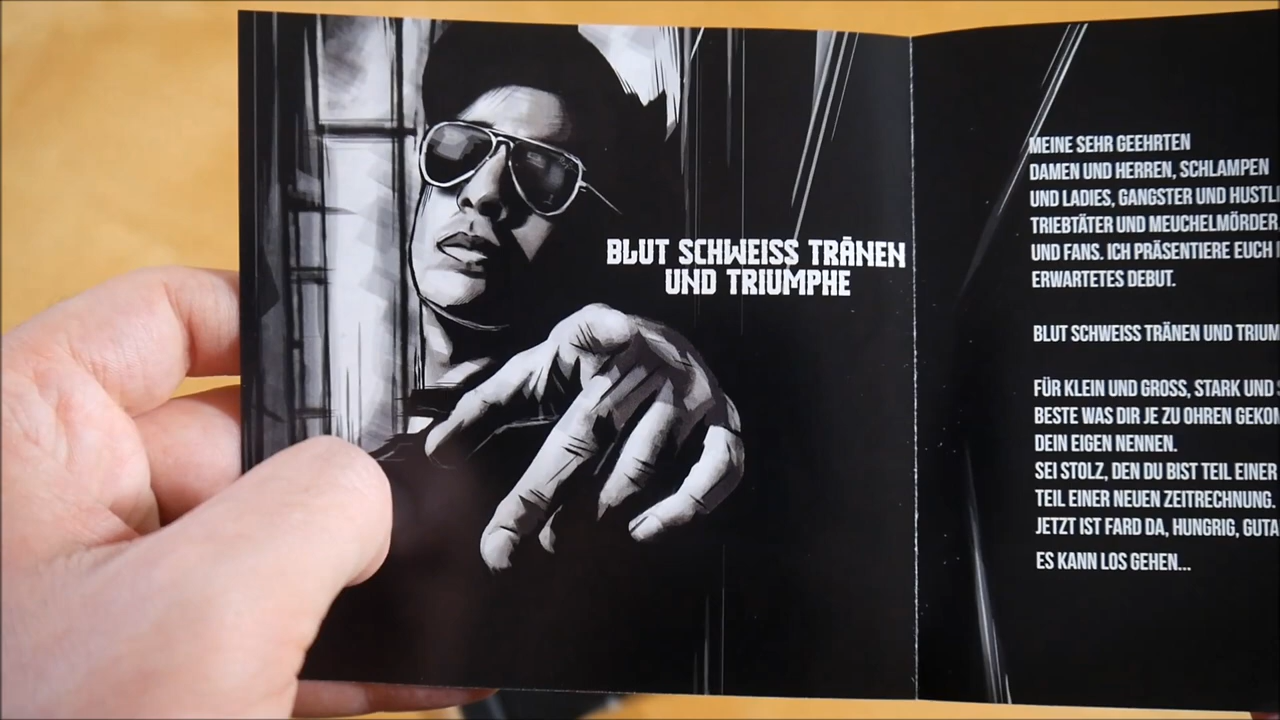 BLUT SCHWEISS TRÄNEN
UND TRIUMPHE
MEINE SEHR GEEHRTEN
DAMEN UND HERREN, SCHLAMPEN
UND LADIES, GANGSTER UND
TRIEBTÄTER UND MEUCHELMÖRDER,
UND FANS. ICH PRÄSENTIERE EUCH
ERWARTETES DEBUT.
BLUT SCHWEISS TRÄNEN UND
FÜR KLEIN UND GROSS, STARK UND
BESTE WAS DIR JE ZU OHREN
DEIN EIGEN NENNEN.
SEI STOLZ, DEN DU BIST TEIL EINER
TEIL EINER NEUEN ZEITRECHNUNG.
JETZT IST FARD DA, HUNGRIG,
ES KANN LOS GEHEN...